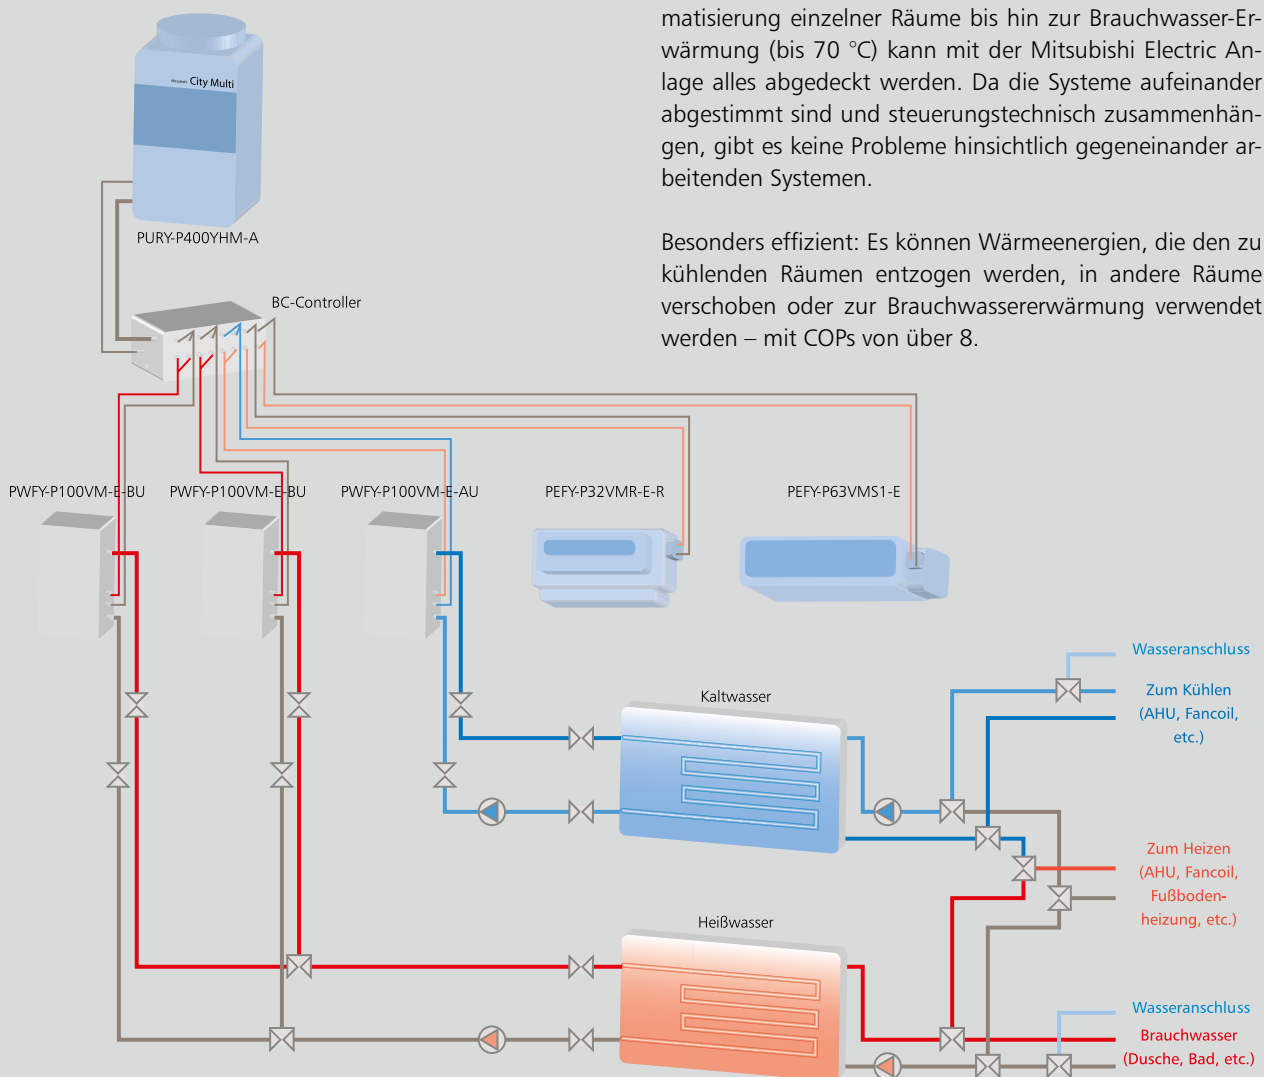 matisierung einzelner Räume bis hin zur Brauchwasser-Er-
wärmung (bis 70 °C) kann mit der Mitsubishi Electric An-
lage alles abgedeckt werden. Da die Systeme aufeinander
abgestimmt sind und steuerungstechnisch zusammenhän-
gen, gibt es keine Probleme hinsichtlich gegeneinander ar-
beitenden Systemen.
Besonders effizient: Es können Wärmeenergien, die den zu
kühlenden Räumen entzogen werden, in andere Räume
verschoben oder zur Brauchwassererwärmung verwendet
werden – mit COPs von über 8.
Mitsubishi City Multi
PURY-P400YHM-A
BC-Controller
PWFY-P100VM-E-BU
PWFY-P100VM-E-BU
PWFY-P100VM-E-AU
PEFY-P32VMR-E-R
PEFY-P63VMS1-E
Kaltwasser
Wasseranschluss
Zum Kühlen
(AHU, Fancoil,
etc.)
Zum Heizen
(AHU, Fancoil,
Fußboden-
heizung, etc.)
Heißwasser
Wasseranschluss
Brauchwasser
(Dusche, Bad, etc.)